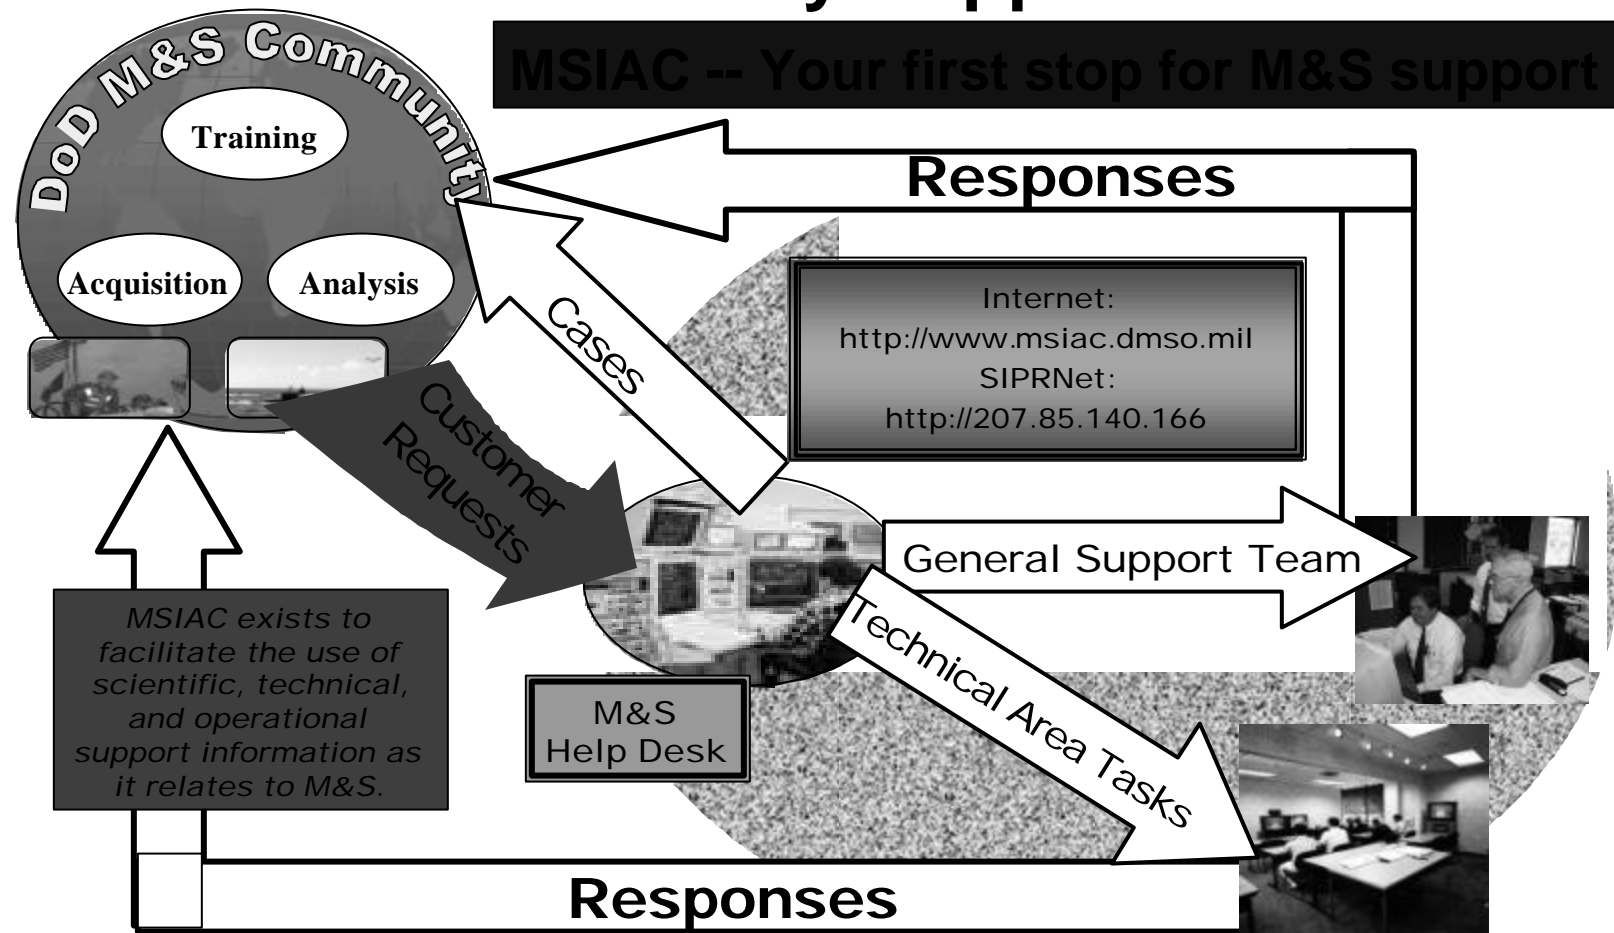 MSIAC -- Your first stop for M&S support
DoD M&S Community
Training
Acquisition
Analysis
Responses
Cases
Internet:
http://www.msiac.dmso.mil
SIPRNet:
http://207.85.140.166
Customer
Requests
General Support Team
Technical Area Tasks
MSIAC exists to
facilitate the use of
scientific, technical,
and operational
support information as
it relates to M&S.
M&S
Help Desk
Responses